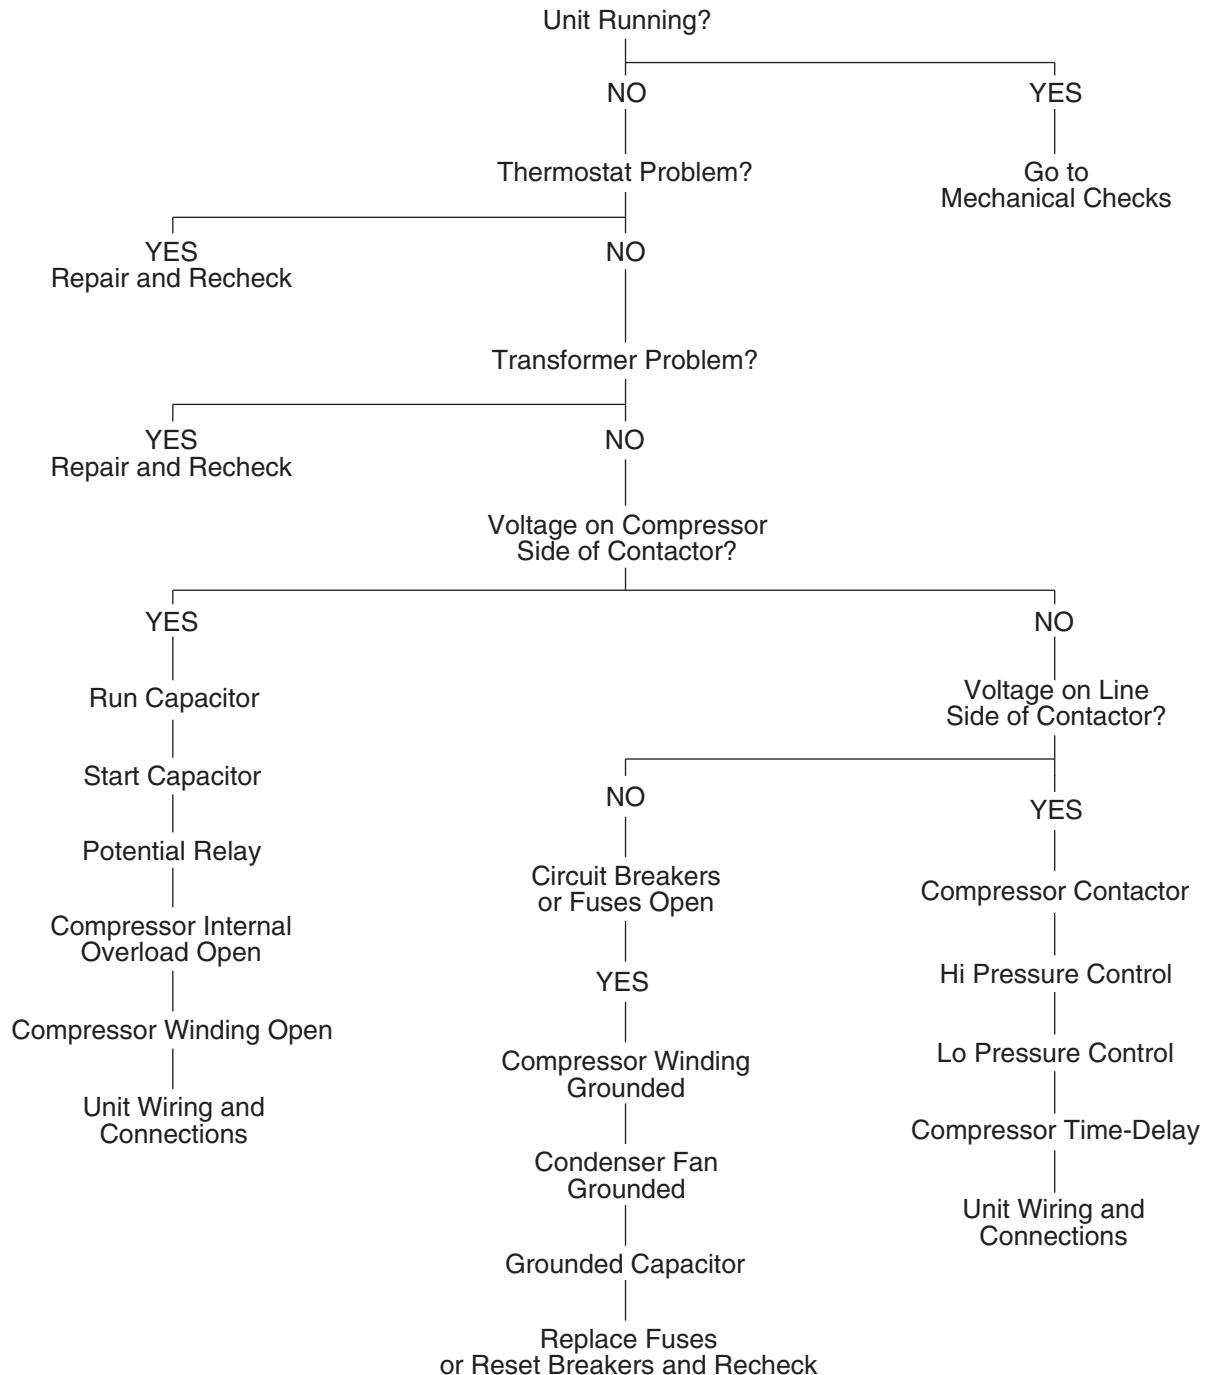 Unit Running?
NO
YES
Thermostat Problem?
Go to
Mechanical Checks
YES
Repair and Recheck
NO
Transformer Problem?
YES
Repair and Recheck
NO
Voltage on Compressor
Side of Contactor?
YES
NO
Run Capacitor
Start Capacitor
Potential Relay
Compressor Internal
Overload Open
Compressor Winding Open
Unit Wiring and
Connections
Voltage on Line
Side of Contactor?
NO
YES
Circuit Breakers
or Fuses Open
YES
Compressor Winding
Grounded
Condenser Fan
Grounded
Grounded Capacitor
Replace Fuses
or Reset Breakers and Recheck
Compressor Contactor
Hi Pressure Control
Lo Pressure Control
Compressor Time-Delay
Unit Wiring and
Connections